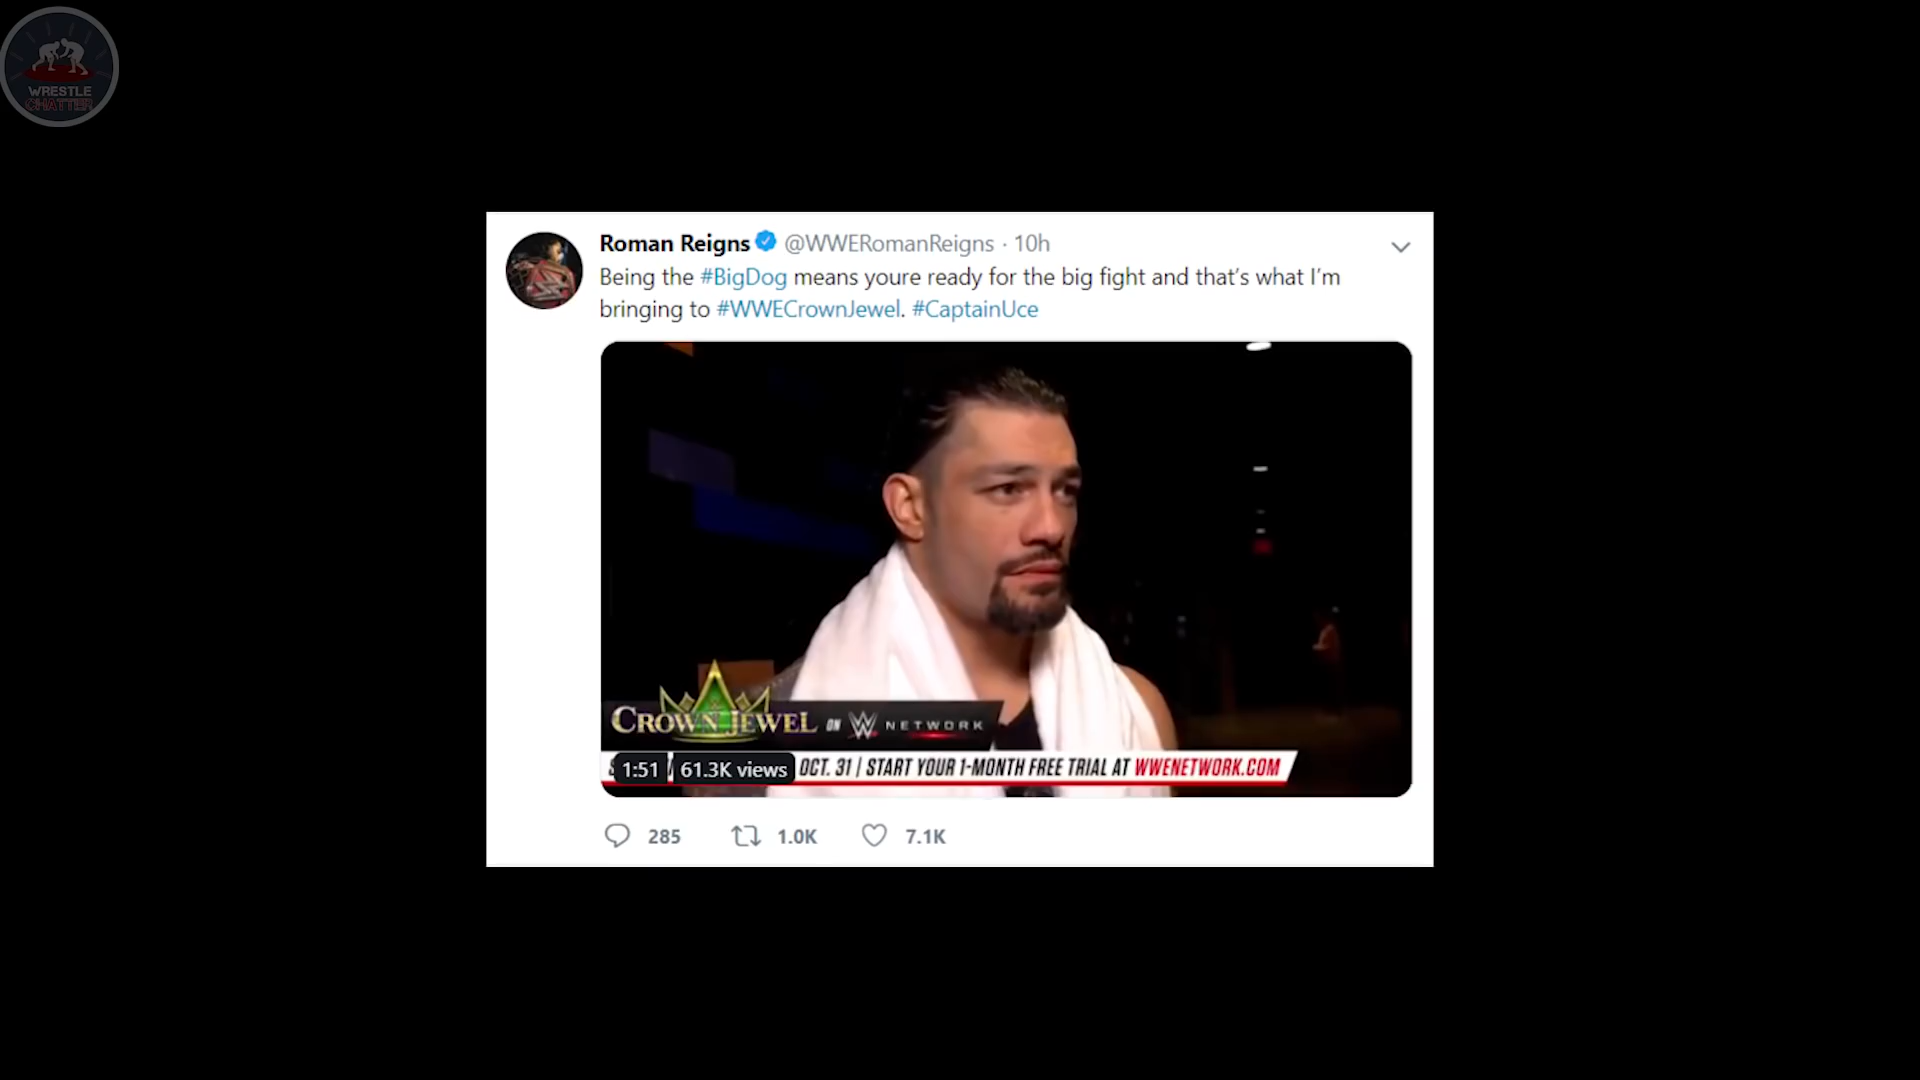 WRESTLE
CHATTER
Roman Reigns @WWERomanReigns · 10h
Being the #BigDog means youre ready for the big fight and that's what I'm
bringing to #WWECrownJewel. #CaptainUce
CROWN JEWEL ON W NETWORK
1:51 61.3K views OCT. 31 | START YOUR 1-MONTH FREE TRIAL AT WWENETWORK.COM
285 1.0K 7.1K